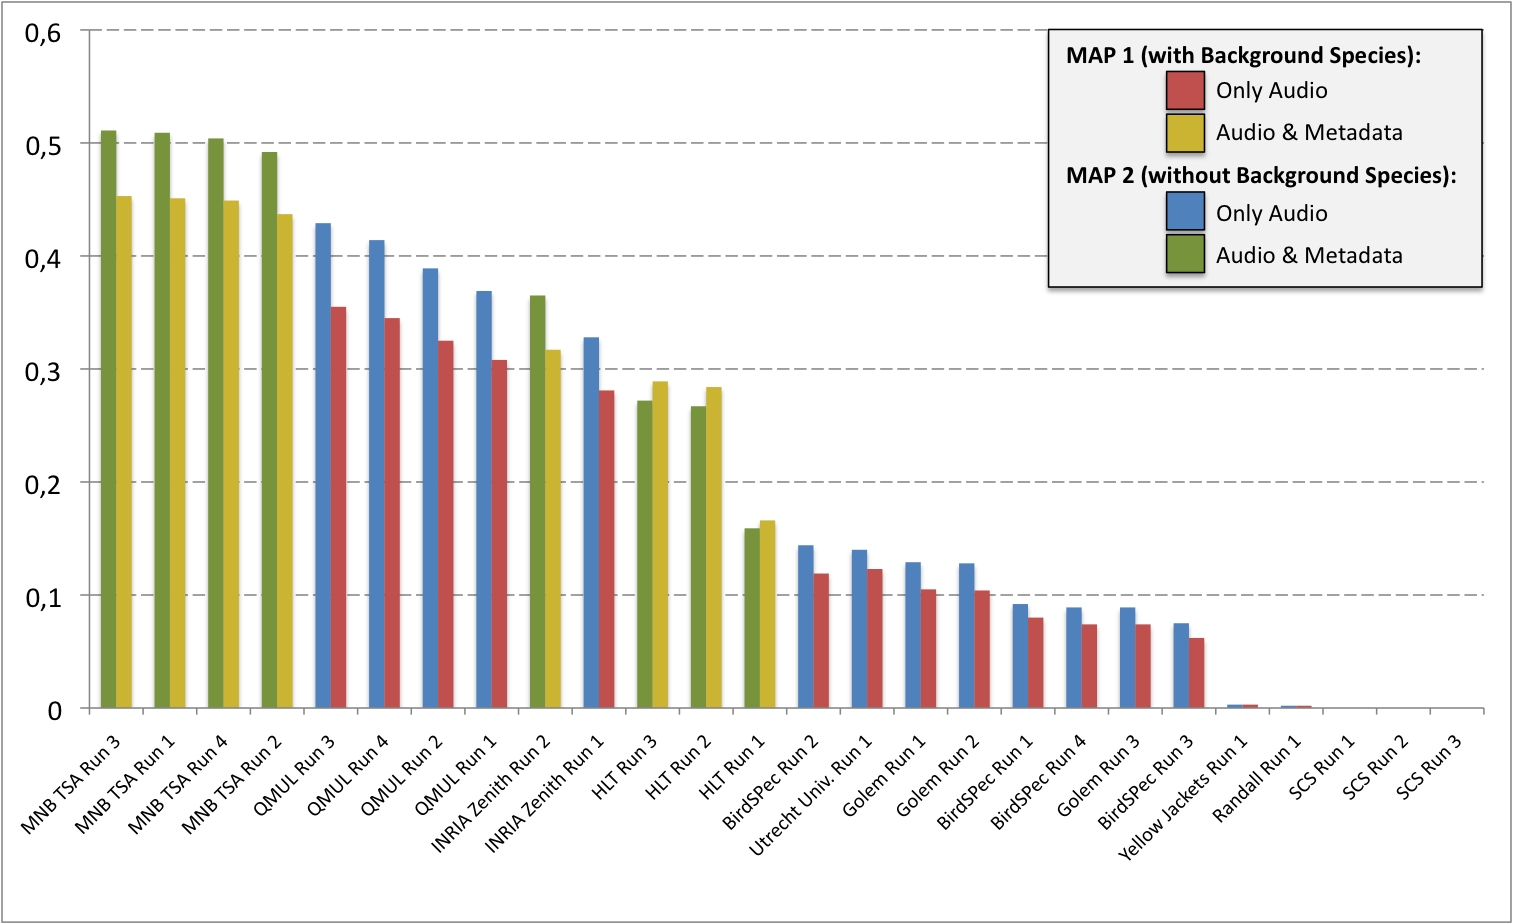 0,6
0,5
0,4
0,3
0,2
0,1
0
MAP 1 (with Background Species):
Only Audio
Audio & Metadata
MAP 2 (without Background Species):
Only Audio
Audio & Metadata
MNB TSA Run 3
MNB TSA Run 1
MNB TSA Run 4
MNB TSA Run 2
QMUL Run 3
QMUL Run 4
QMUL Run 2
QMUL Run 1
INRIA Zenith Run 2
INRIA Zenith Run 1
HLT Run 3
HLT Run 2
HLT Run 1
BirdSPec Run 2
Utrecht Univ. Run 1
Golem Run 1
Golem Run 2
BirdSPec Run 1
BirdSPec Run 4
Golem Run 3
BirdSPec Run 3
Yellow Jackets Run 1
Randall Run 1
SCS Run 1
SCS Run 2
SCS Run 3